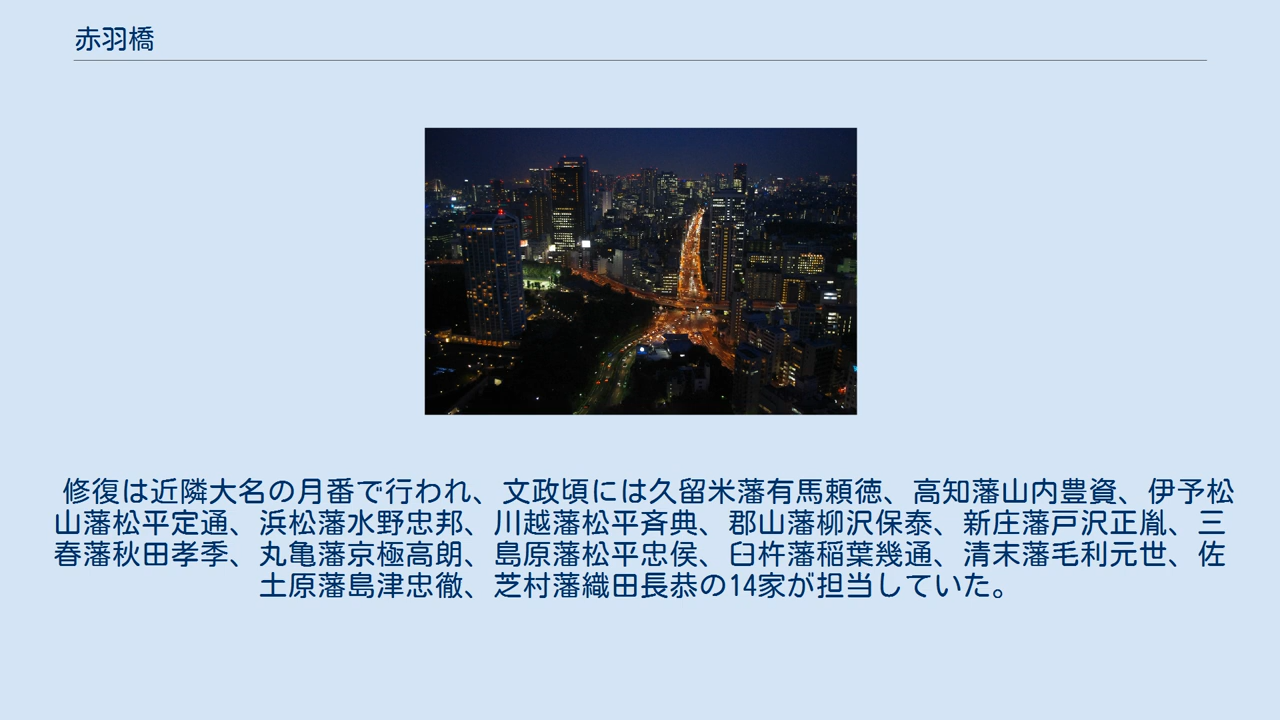 赤羽橋
修復は近隣大名の月番で行われ、文政頃には久留米藩有馬頼徳、高知藩山内豊資、伊予松
山藩松平定通、浜松藩水野忠邦、川越藩松平斉典、郡山藩柳沢保泰、新庄藩戸沢正胤、三
春藩秋田孝季、丸亀藩京極高朗、島原藩松平忠侯、臼杵藩稲葉幾通、清末藩毛利元世、佐
土原藩島津忠徹、芝村藩織田長恭の14家が担当していた。